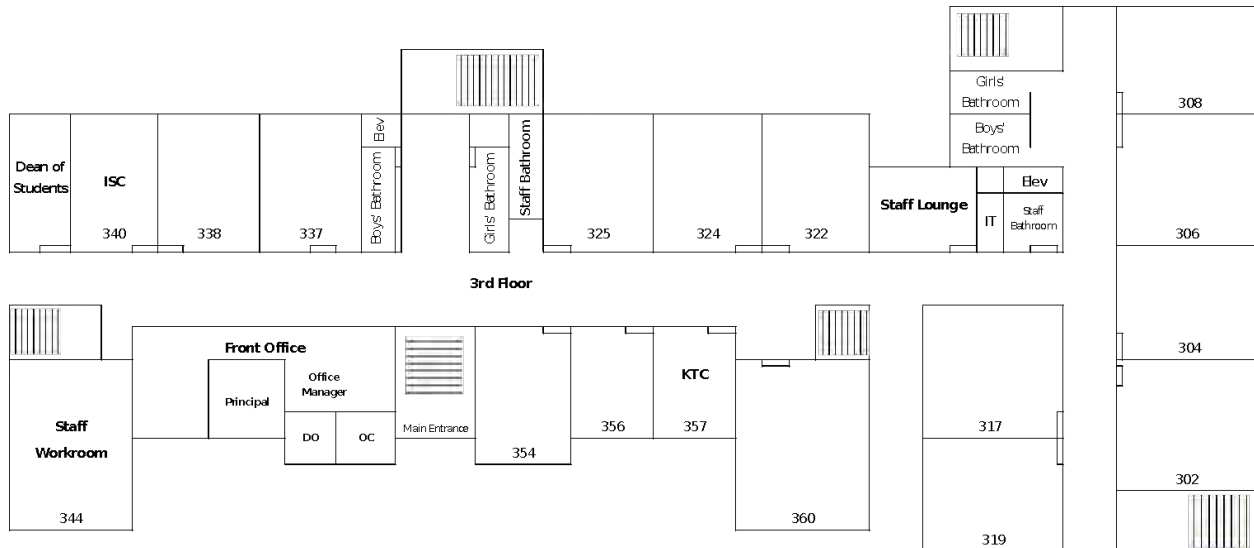 Girls'
Bathroom
308
Boys'
Bathroom
Elev
Dean of
Students
ISC
340
338
337
Boys' Bathroom
Girls' Bathroom
Staff Bathroom
325
324
322
Staff Lounge
IT
Elev
Staff
Bathroom
306
3rd Floor
304
Front Office
Principal
Office
Manager
DO
OC
Main Entrance
354
356
KTC
357
317
Staff
Workroom
344
360
302
319